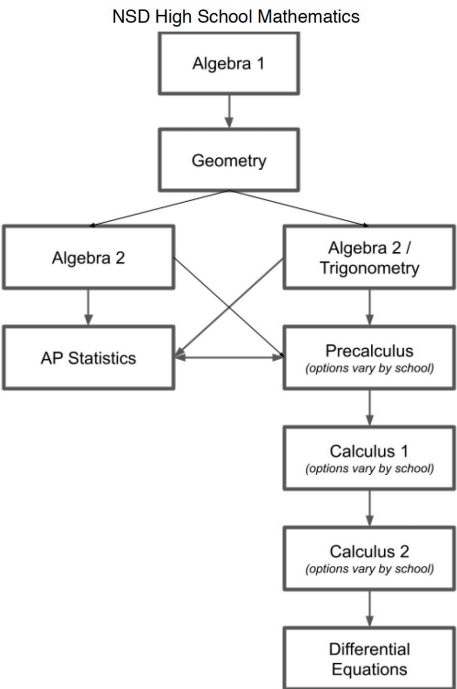 NSD High School Mathematics
Algebra 1
Geometry
Algebra 2
Algebra 2 /
Trigonometry
AP Statistics
Precalculus
(options vary by school)
Calculus 1
(options vary by school)
Calculus 2
(options vary by school)
Differential
Equations